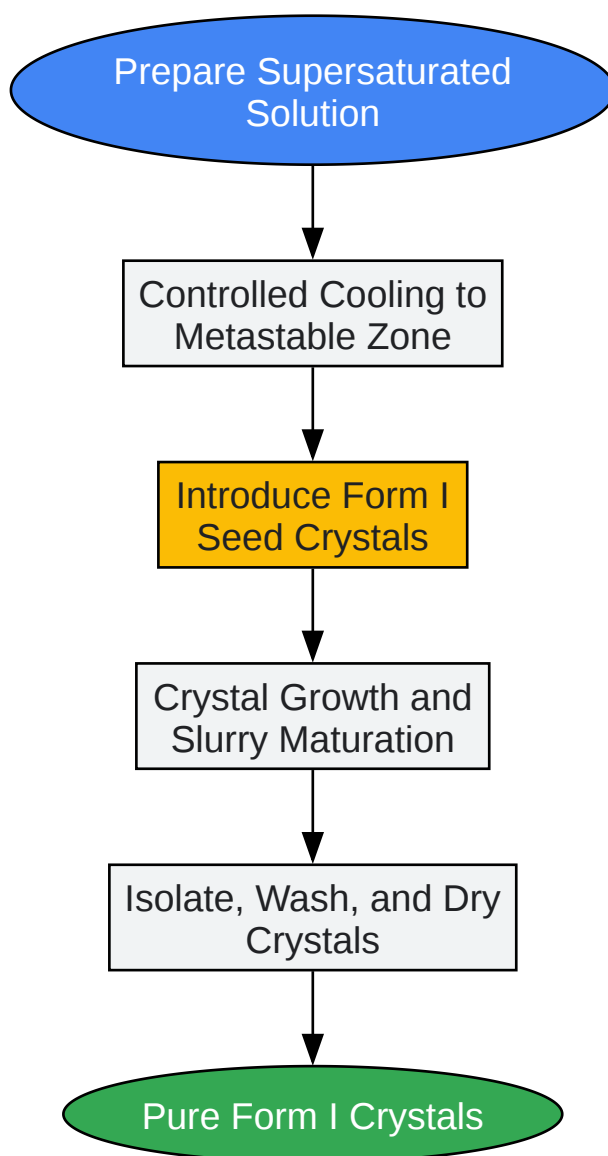 Prepare Supersaturated
Solution
Controlled Cooling to
Metastable Zone
Introduce Form I
Seed Crystals
Crystal Growth and
Slurry Maturation
Isolate, Wash, and Dry
Crystals
Pure Form I Crystals